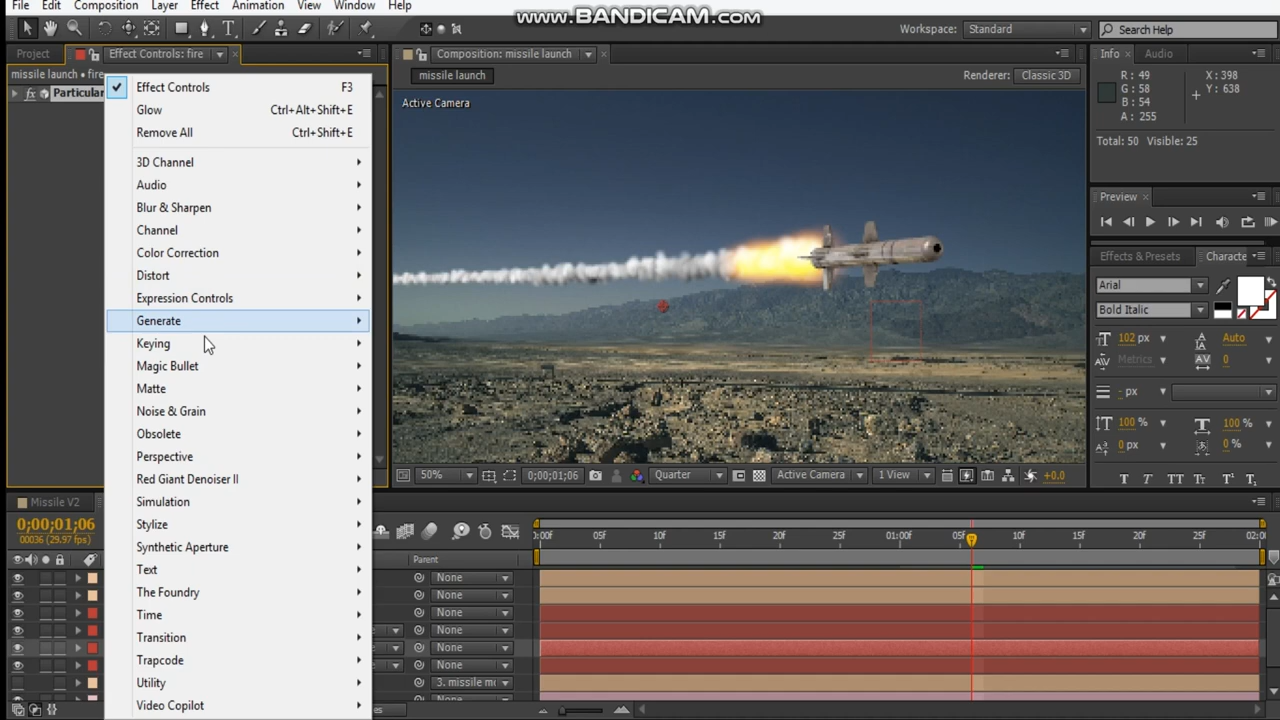 File Edit Composition Layer Effect Animation View Window Help
www.BANDICAM.com
Workspace: Standard
Search Help
Project
Effect Controls: fire
Composition: missile launch
Info
Audio
missile launch • fire
Particular
missile launch
Renderer: Classic 3D
Active Camera
R : 49
G : 58
B : 54
A : 255
X : 398
Y : 638
Total: 50 Visible: 25
Effect Controls F3
Glow Ctrl+Alt+Shift+E
Remove All Ctrl+Shift+E
3D Channel
Audio
Blur & Sharpen
Channel
Color Correction
Distort
Expression Controls
Generate
Keying
Magic Bullet
Matte
Noise & Grain
Obsolete
Perspective
Red Giant Denoiser II
Simulation
Stylize
Synthetic Aperture
Text
The Foundry
Time
Transition
Trapcode
Utility
Video Copilot
Preview
Effects & Presets
Characte
Arial
Bold Italic
102 px
Auto
Metrics
0
- px
100 %
100 %
0 px
0 %
T T TT Tt T T
50%
0;00;01;06
Quarter
Active Camera
1 View
+0.0
Missile V2
0;00;01;06
00036 (29.97 fps)
0:00F 05F 10F 15F 20F 25F 01:00F 05F 10F 15F 20F 25F 02:0
Parent
None
None
None
None
None
None
3. missile mo